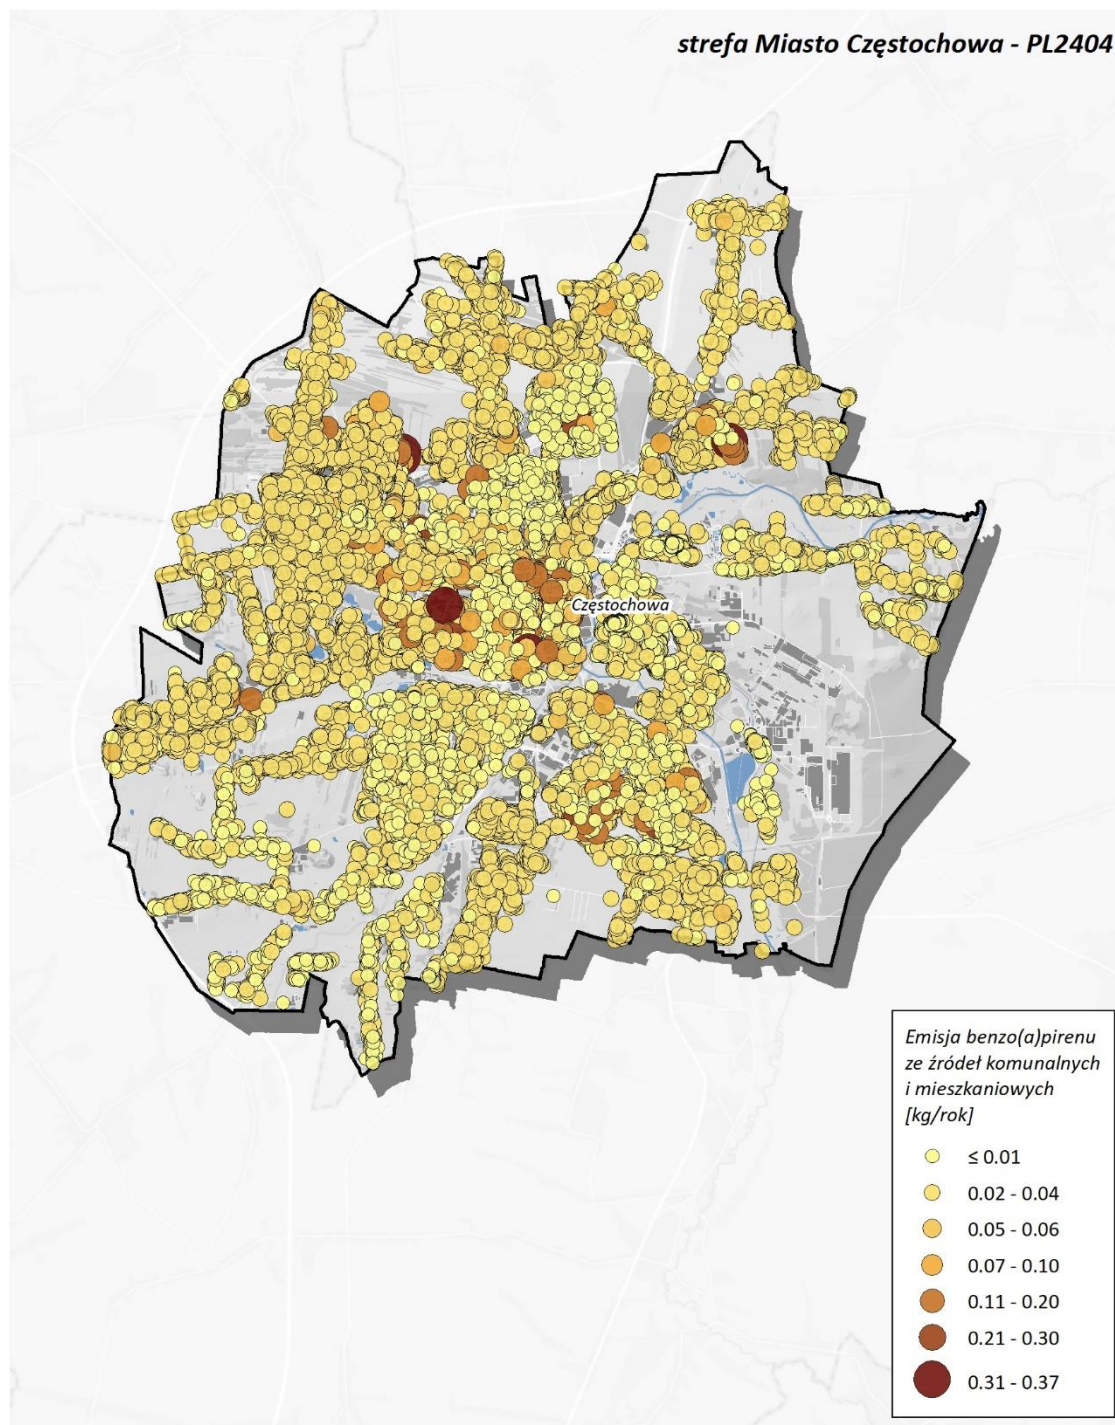 strefa Miasto Częstochowa - PL2404
Częstochowa
Emisja benzo(a)pirenu
ze źródeł komunalnych
i mieszkaniowych
[kg/rok]
≤ 0.01
0.02 - 0.04
0.05 - 0.06
0.07 - 0.10
0.11 - 0.20
0.21 - 0.30
0.31 - 0.37